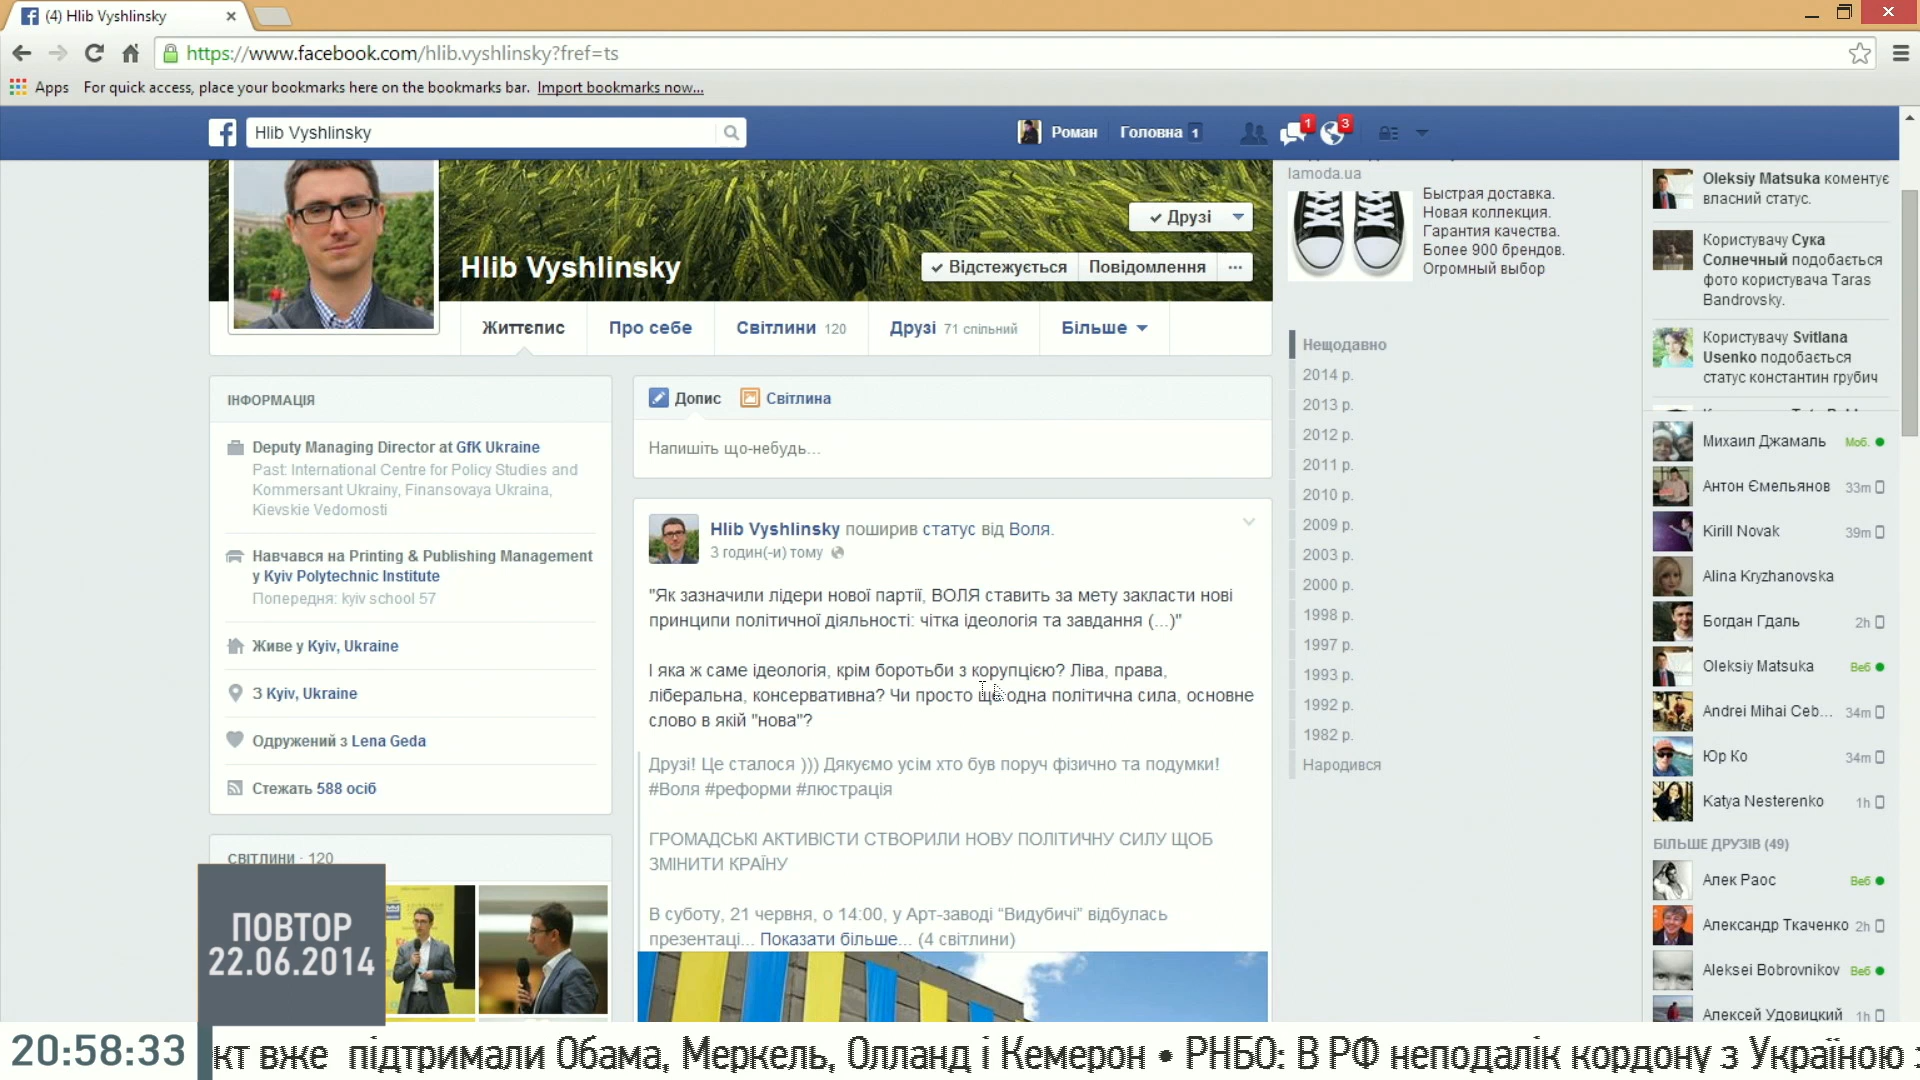 (4) Hlib Vyshlinsky
https://www.facebook.com/hlib.vyshlinsky?fref=ts
Apps For quick access, place your bookmarks here on the bookmarks bar. Import bookmarks now...
Hlib Vyshlinsky
Роман
Головна 1
1
3
Hlib Vyshlinsky
Друзі
Відстежується
Повідомлення
...
Життєпис
Про себе
Світлини 120
Друзі 71 спільний
Більше
ІНФОРМАЦІЯ
Deputy Managing Director at GfK Ukraine
Past: International Centre for Policy Studies and
Kommersant Ukrainy, Finansovaya Ukraina,
Kievskie Vedomosti
Навчався на Printing & Publishing Management
у Kyiv Polytechnic Institute
Попередня: kyiv school 57
Живе у Kyiv, Ukraine
З Kyiv, Ukraine
Одружений з Lena Geda
Стежать 588 осіб
СВІТЛИНИ · 120
Допис
Світлина
Напишіть що-небудь...
Hlib Vyshlinsky поширив статус від Воля.
3 годин(-и) тому
"Як зазначили лідери нової партії, ВОЛЯ ставить за мету закласти нові
принципи політичної діяльності: чітка ідеологія та завдання (...)"
І яка ж саме ідеологія, крім боротьби з корупцією? Ліва, права,
ліберальна, консервативна? Чи просто ще одна політична сила, основне
слово в якій "нова"?
Друзі! Це сталося ))) Дякуємо усім хто був поруч фізично та подумки!
#Воля #реформи #люстрація
ГРОМАДСЬКІ АКТИВІСТИ СТВОРИЛИ НОВУ ПОЛІТИЧНУ СИЛУ ЩОБ
ЗМІНИТИ КРАЇНУ
В суботу, 21 червня, о 14:00, у Арт-заводі “Видубичі” відбулась
презентаці... Показати більше... (4 світлини)
lamoda.ua
Быстрая доставка.
Новая коллекция.
Гарантия качества.
Более 900 брендов.
Огромный выбор
Нещодавно
2014 р.
2013 р.
2012 р.
2011 р.
2010 р.
2009 р.
2003 р.
2000 р.
1998 р.
1997 р.
1993 р.
1992 р.
1982 р.
Народився
Oleksiy Matsuka коментує
власний статус.
Користувачу Сука
Солнечный подобається
фото користувача Taras
Bandrovsky.
Користувачу Svitlana
Usenko подобається
статус константин грубич
Михаил Джамаль Моб.
Антон Ємельянов 33m
Kirill Novak 39m
Alina Kryzhanovska
Богдан Гдаль 2h
Oleksiy Matsuka Веб
Andrei Mihai Ceb... 34m
Юр Ко 34m
Katya Nesterenko 1h
БІЛЬШЕ ДРУЗІВ (49)
Алек Раос Веб
Александр Ткаченко 2h
Aleksei Bobrovnikov Веб
Алексей Удовицкий 1h
ПОВТОР
22.06.2014
20:58:33 кт вже підтримали Обама, Меркель, Олланд і Кемерон • РНБО: В РФ неподалік кордону з Україною